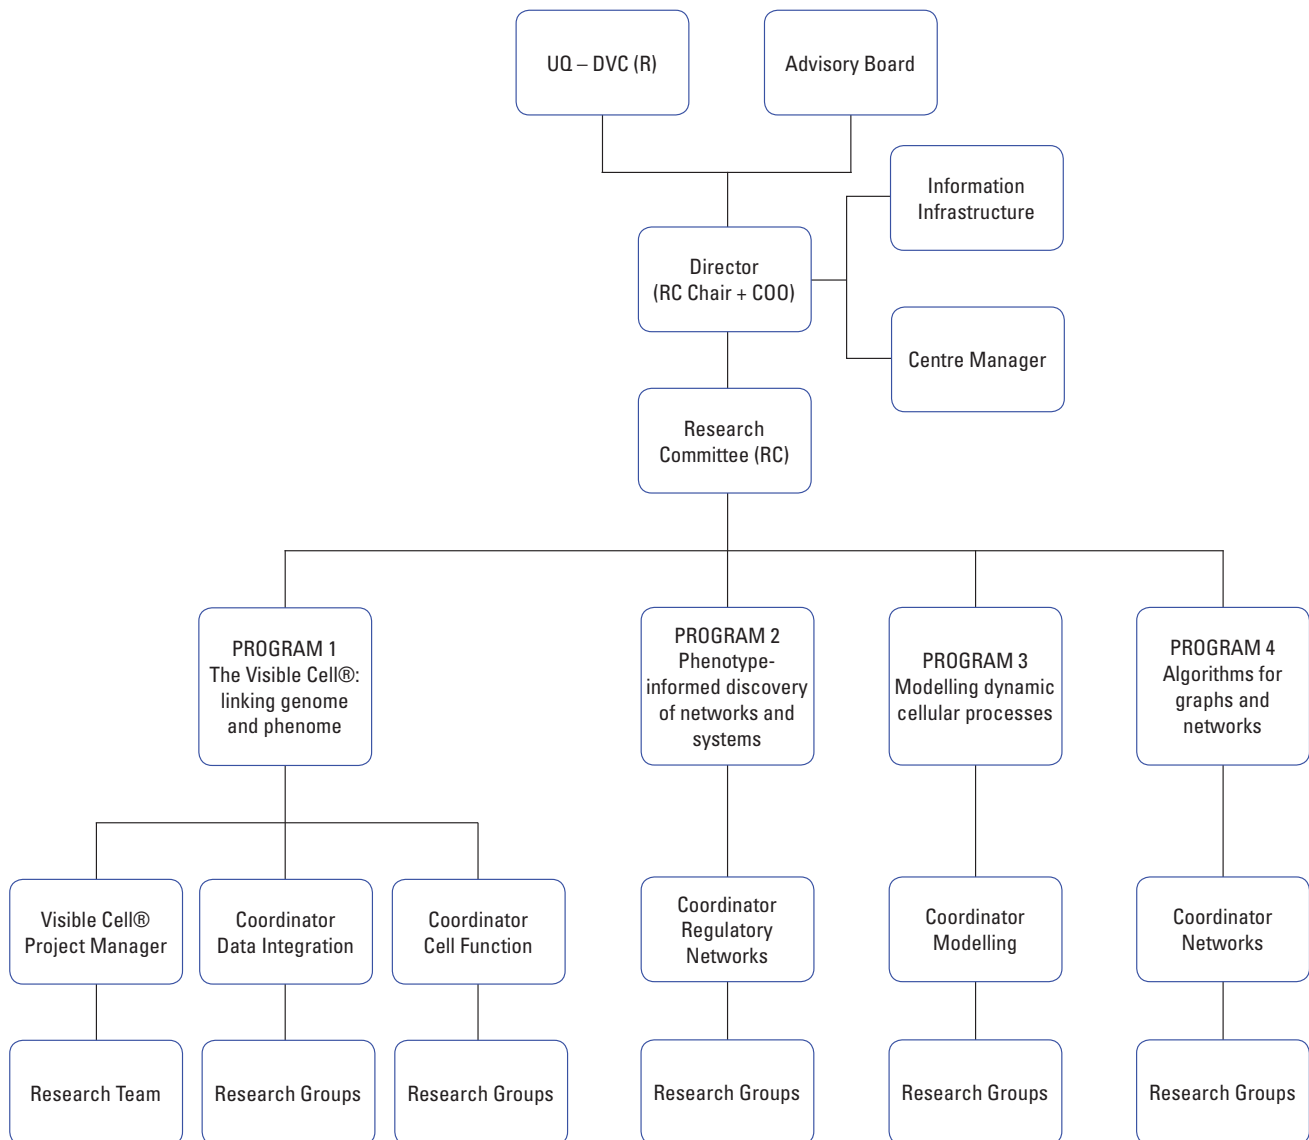 UQ – DVC (R)
Advisory Board
Information
Infrastructure
Director
(RC Chair + COO)
Centre Manager
Research
Committee (RC)
PROGRAM 1
The Visible Cell®:
linking genome
and phenome
PROGRAM 2
Phenotype-
informed discovery
of networks and
systems
PROGRAM 3
Modelling dynamic
cellular processes
PROGRAM 4
Algorithms for
graphs and
networks
Visible Cell®
Project Manager
Coordinator
Data Integration
Coordinator
Cell Function
Coordinator
Regulatory
Networks
Coordinator
Modelling
Coordinator
Networks
Research Team
Research Groups
Research Groups
Research Groups
Research Groups
Research Groups